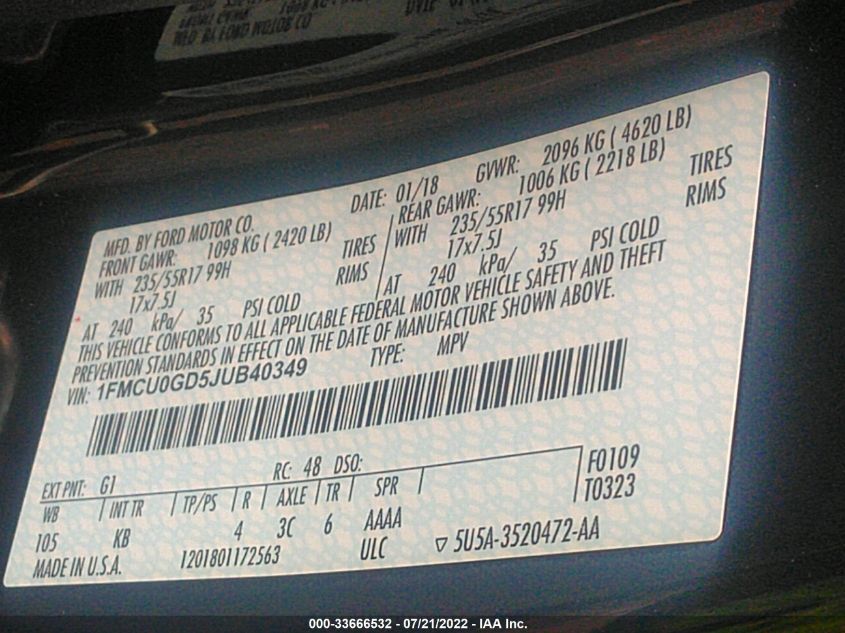 MFD. BY FORD MOTOR CO.
DATE: 01/18 GVWR: 2096 KG ( 4620 LB)
FRONT GAWR: 1098 KG ( 2420 LB) REAR GAWR: 1006 KG ( 2218 LB)
WITH 235/55R17 99H TIRES WITH 235/55R17 99H TIRES
17x7.5J RIMS 17x7.5J RIMS
AT 240 kPa/ 35 PSI COLD AT 240 kPa/ 35 PSI COLD
THIS VEHICLE CONFORMS TO ALL APPLICABLE FEDERAL MOTOR VEHICLE SAFETY AND THEFT
PREVENTION STANDARDS IN EFFECT ON THE DATE OF MANUFACTURE SHOWN ABOVE.
VIN: 1FMCU0GD5JUB40349 TYPE: MPV
EXT PNT: G1 RC: 48 DSO: F0109
WB INT TR TP/PS R AXLE TR SPR T0323
105 KB 4 3C 6 AAAA
MADE IN U.S.A. 1201801172563 ULC 5U5A-3520472-AA
000-33666532 - 07/21/2022 - IAA Inc.